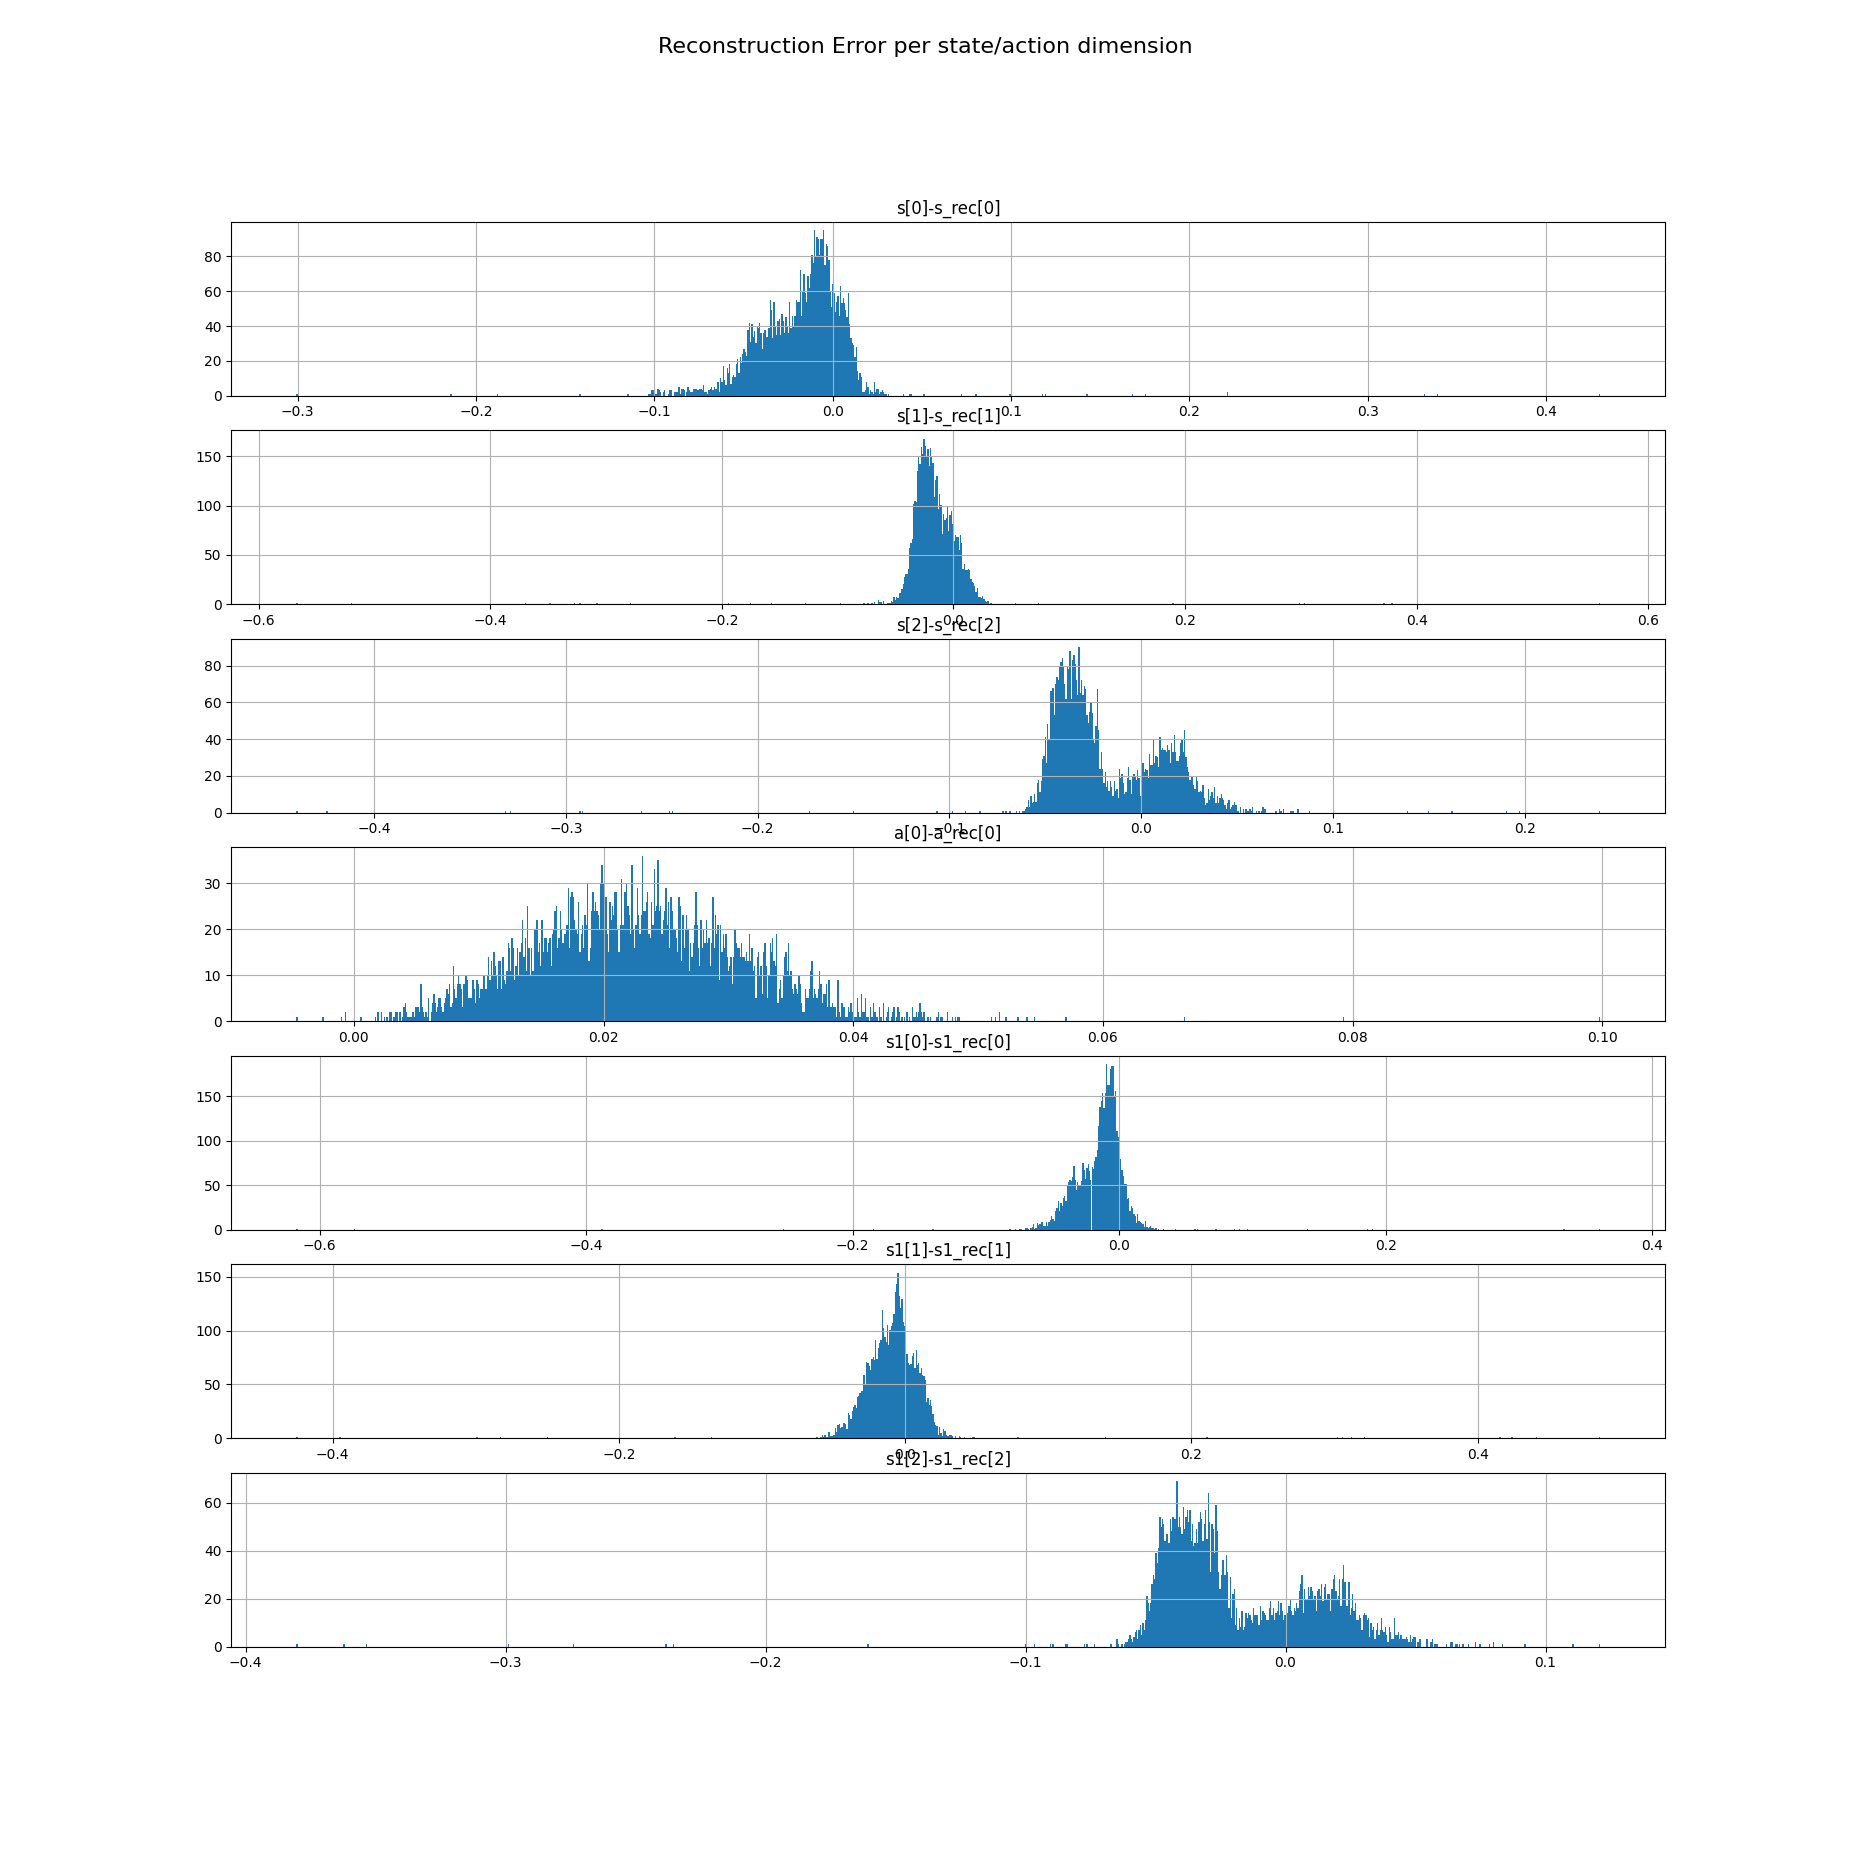 Reconstruction Error per state/action dimension
s[0]-s_rec[0]
80
60
40
20
0
−0.3 −0.2 −0.1 0.0 0.1 0.2 0.3 0.4
s[1]-s_rec[1]
150
100
50
0
−0.6 −0.4 −0.2 0.0 0.2 0.4 0.6
s[2]-s_rec[2]
80
60
40
20
0
−0.4 −0.3 −0.2 −0.1 0.0 0.1 0.2
a[0]-a_rec[0]
30
20
10
0
0.00 0.02 0.04 0.06 0.08 0.10
s1[0]-s1_rec[0]
150
100
50
0
−0.6 −0.4 −0.2 0.0 0.2 0.4
s1[1]-s1_rec[1]
150
100
50
0
−0.4 −0.2 0.0 0.2 0.4
s1[2]-s1_rec[2]
60
40
20
0
−0.4 −0.3 −0.2 −0.1 0.0 0.1